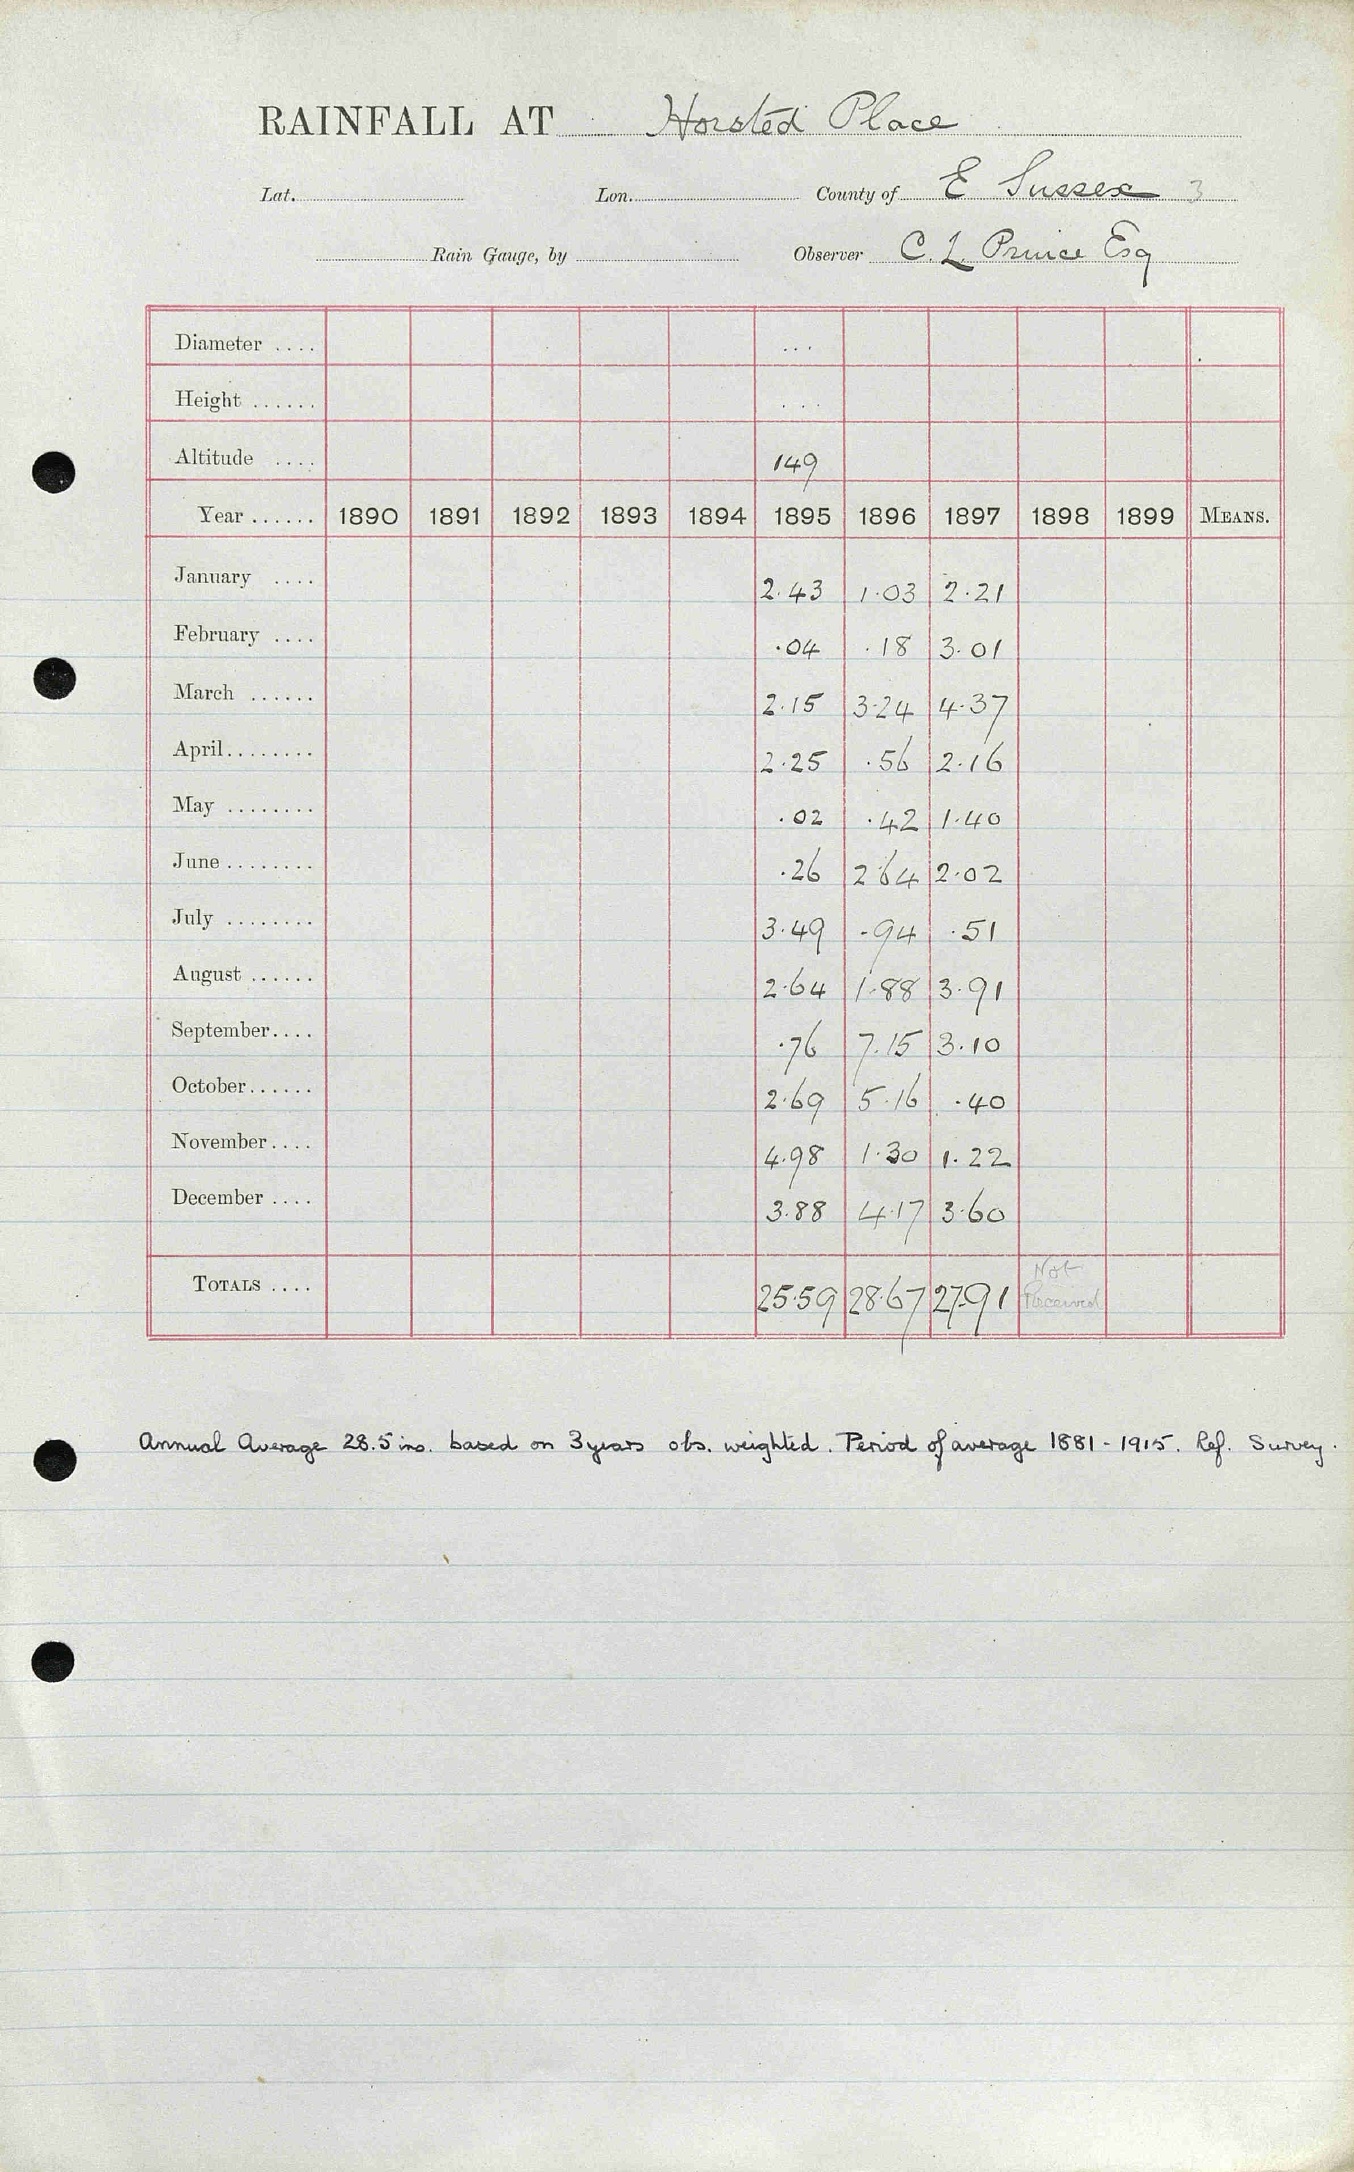 RAINFALL AT Horsted Place
Lat. Lon. County of E Sussex 3
Rain Gauge, by Observer C. L. Prince Esq
Diameter .... ...
Height ...... ...
Altitude .... 149
Year ...... 1890 1891 1892 1893 1894 1895 1896 1897 1898 1899 MEANS.
January .... 2.43 1.03 2.21
February .... .04 .18 3.01
March ...... 2.15 3.24 4.37
April........ 2.25 .56 2.16
May ........ .02 .42 1.40
June ........ .26 2.64 2.02
July ........ 3.49 .94 .51
August ...... 2.64 1.88 3.91
September.... .76 7.15 3.10
October...... 2.69 5.16 .40
November.... 4.98 1.30 1.22
December .... 3.88 4.17 3.60
TOTALS .... 25.59 28.67 27.91 Not Received
Annual Average 28.5 ins. based on 3 years obs. weighted. Period of average 1881-1915. Ref. Survey.